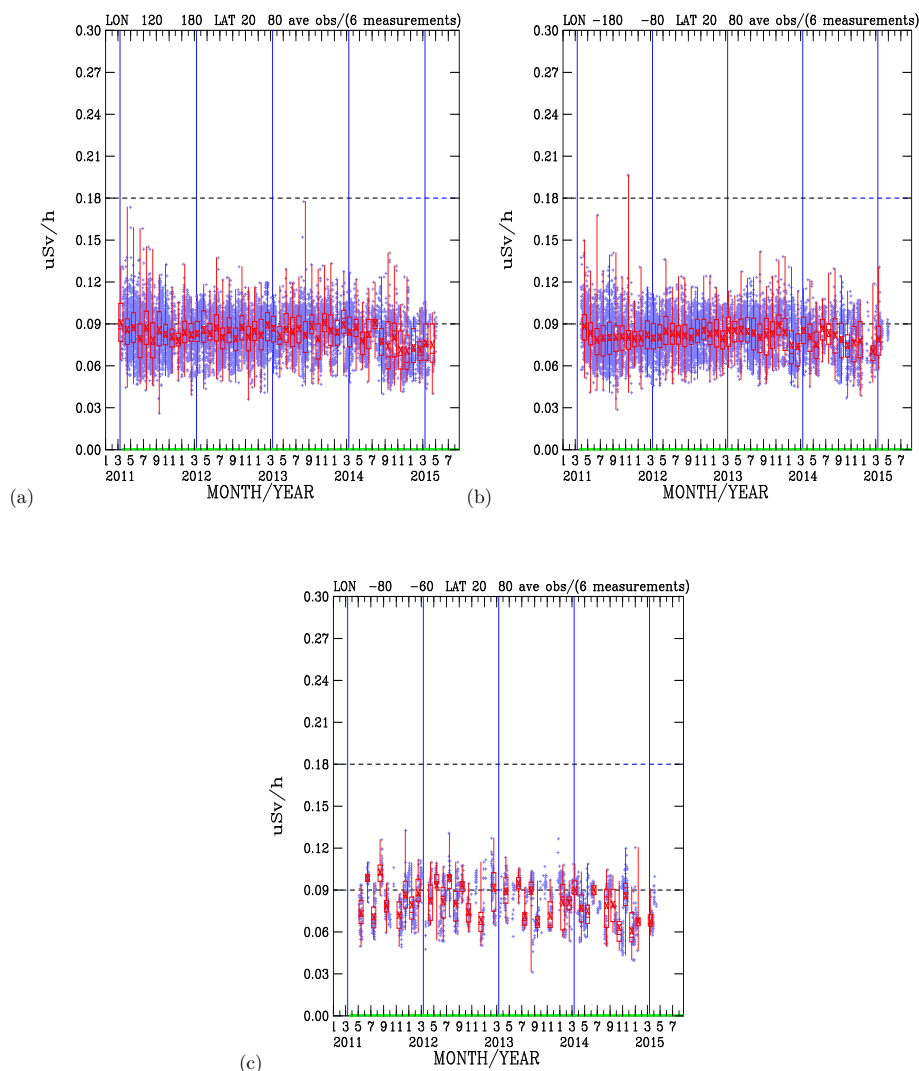 LON 120 180 LAT 20 80 ave obs/(6 measurements)
0.30
0.27
0.24
0.21
0.18
0.15
0.12
0.09
0.06
0.03
0.00
uSv/h
1 3 5 7 9 11 1 3 5 7 9 11 1 3 5 7 9 11 1 3 5 7 9 11 1 3 5 7
2011 2012 2013 2014 2015
MONTH/YEAR
(a)
LON -180 -80 LAT 20 80 ave obs/(6 measurements)
0.30
0.27
0.24
0.21
0.18
0.15
0.12
0.09
0.06
0.03
0.00
uSv/h
1 3 5 7 9 11 1 3 5 7 9 11 1 3 5 7 9 11 1 3 5 7 9 11 1 3 5 7
2011 2012 2013 2014 2015
MONTH/YEAR
(b)
LON -80 -60 LAT 20 80 ave obs/(6 measurements)
0.30
0.27
0.24
0.21
0.18
0.15
0.12
0.09
0.06
0.03
0.00
uSv/h
1 3 5 7 9 11 1 3 5 7 9 11 1 3 5 7 9 11 1 3 5 7 9 11 1 3 5 7
2011 2012 2013 2014 2015
MONTH/YEAR
(c)